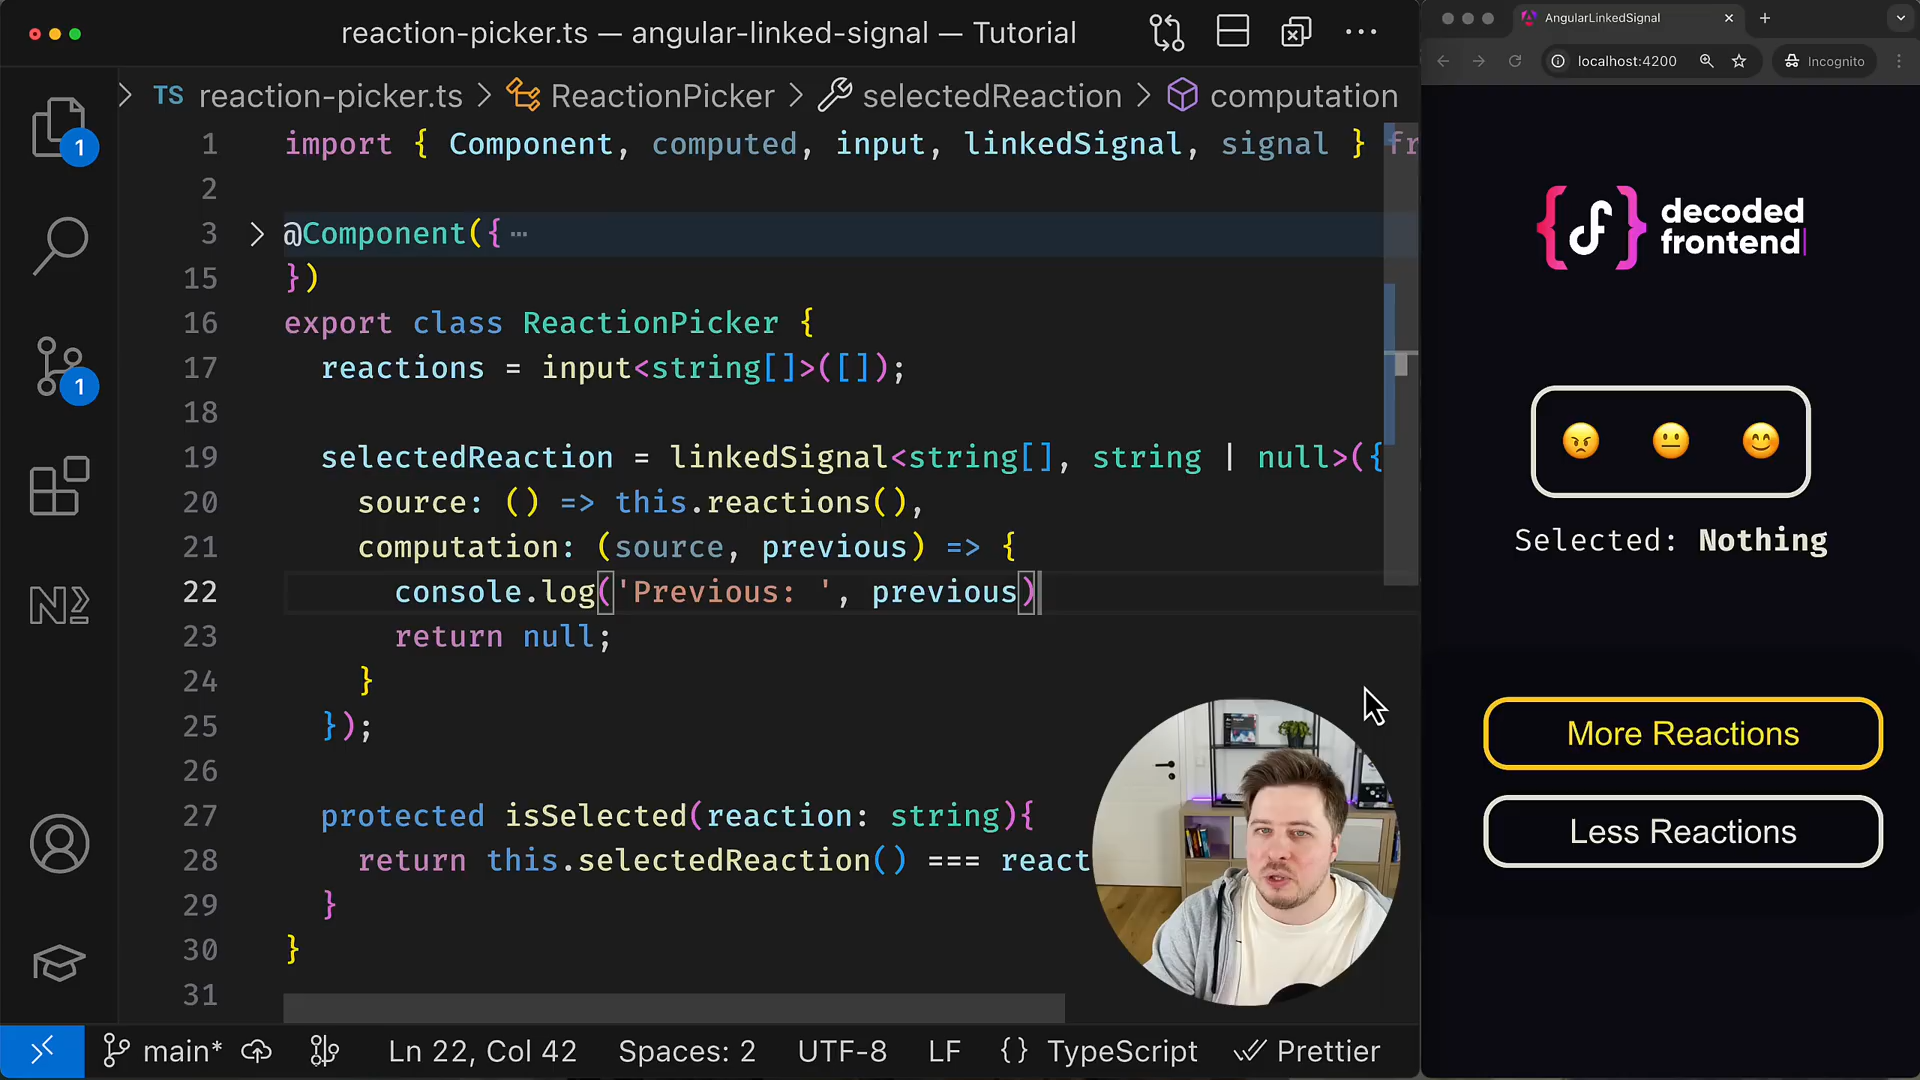 reaction-picker.ts — angular-linked-signal — Tutorial
TS reaction-picker.ts > ReactionPicker > selectedReaction > computation
1 import { Component, computed, input, linkedSignal, signal } fr
2
3 @Component({ ⋯
15 })
16 export class ReactionPicker {
17 reactions = input<string[]>([]);
18
19 selectedReaction = linkedSignal<string[], string | null>({
20 source: () => this.reactions(),
21 computation: (source, previous) => {
22 console.log('Previous: ', previous)
23 return null;
24 }
25 });
26
27 protected isSelected(reaction: string){
28 return this.selectedReaction() === react
29 }
30 }
31
1
1
main* Ln 22, Col 42 Spaces: 2 UTF-8 LF {} TypeScript Prettier
AngularLinkedSignal
localhost:4200 Incognito
decoded
frontend
Selected: Nothing
More Reactions
Less Reactions